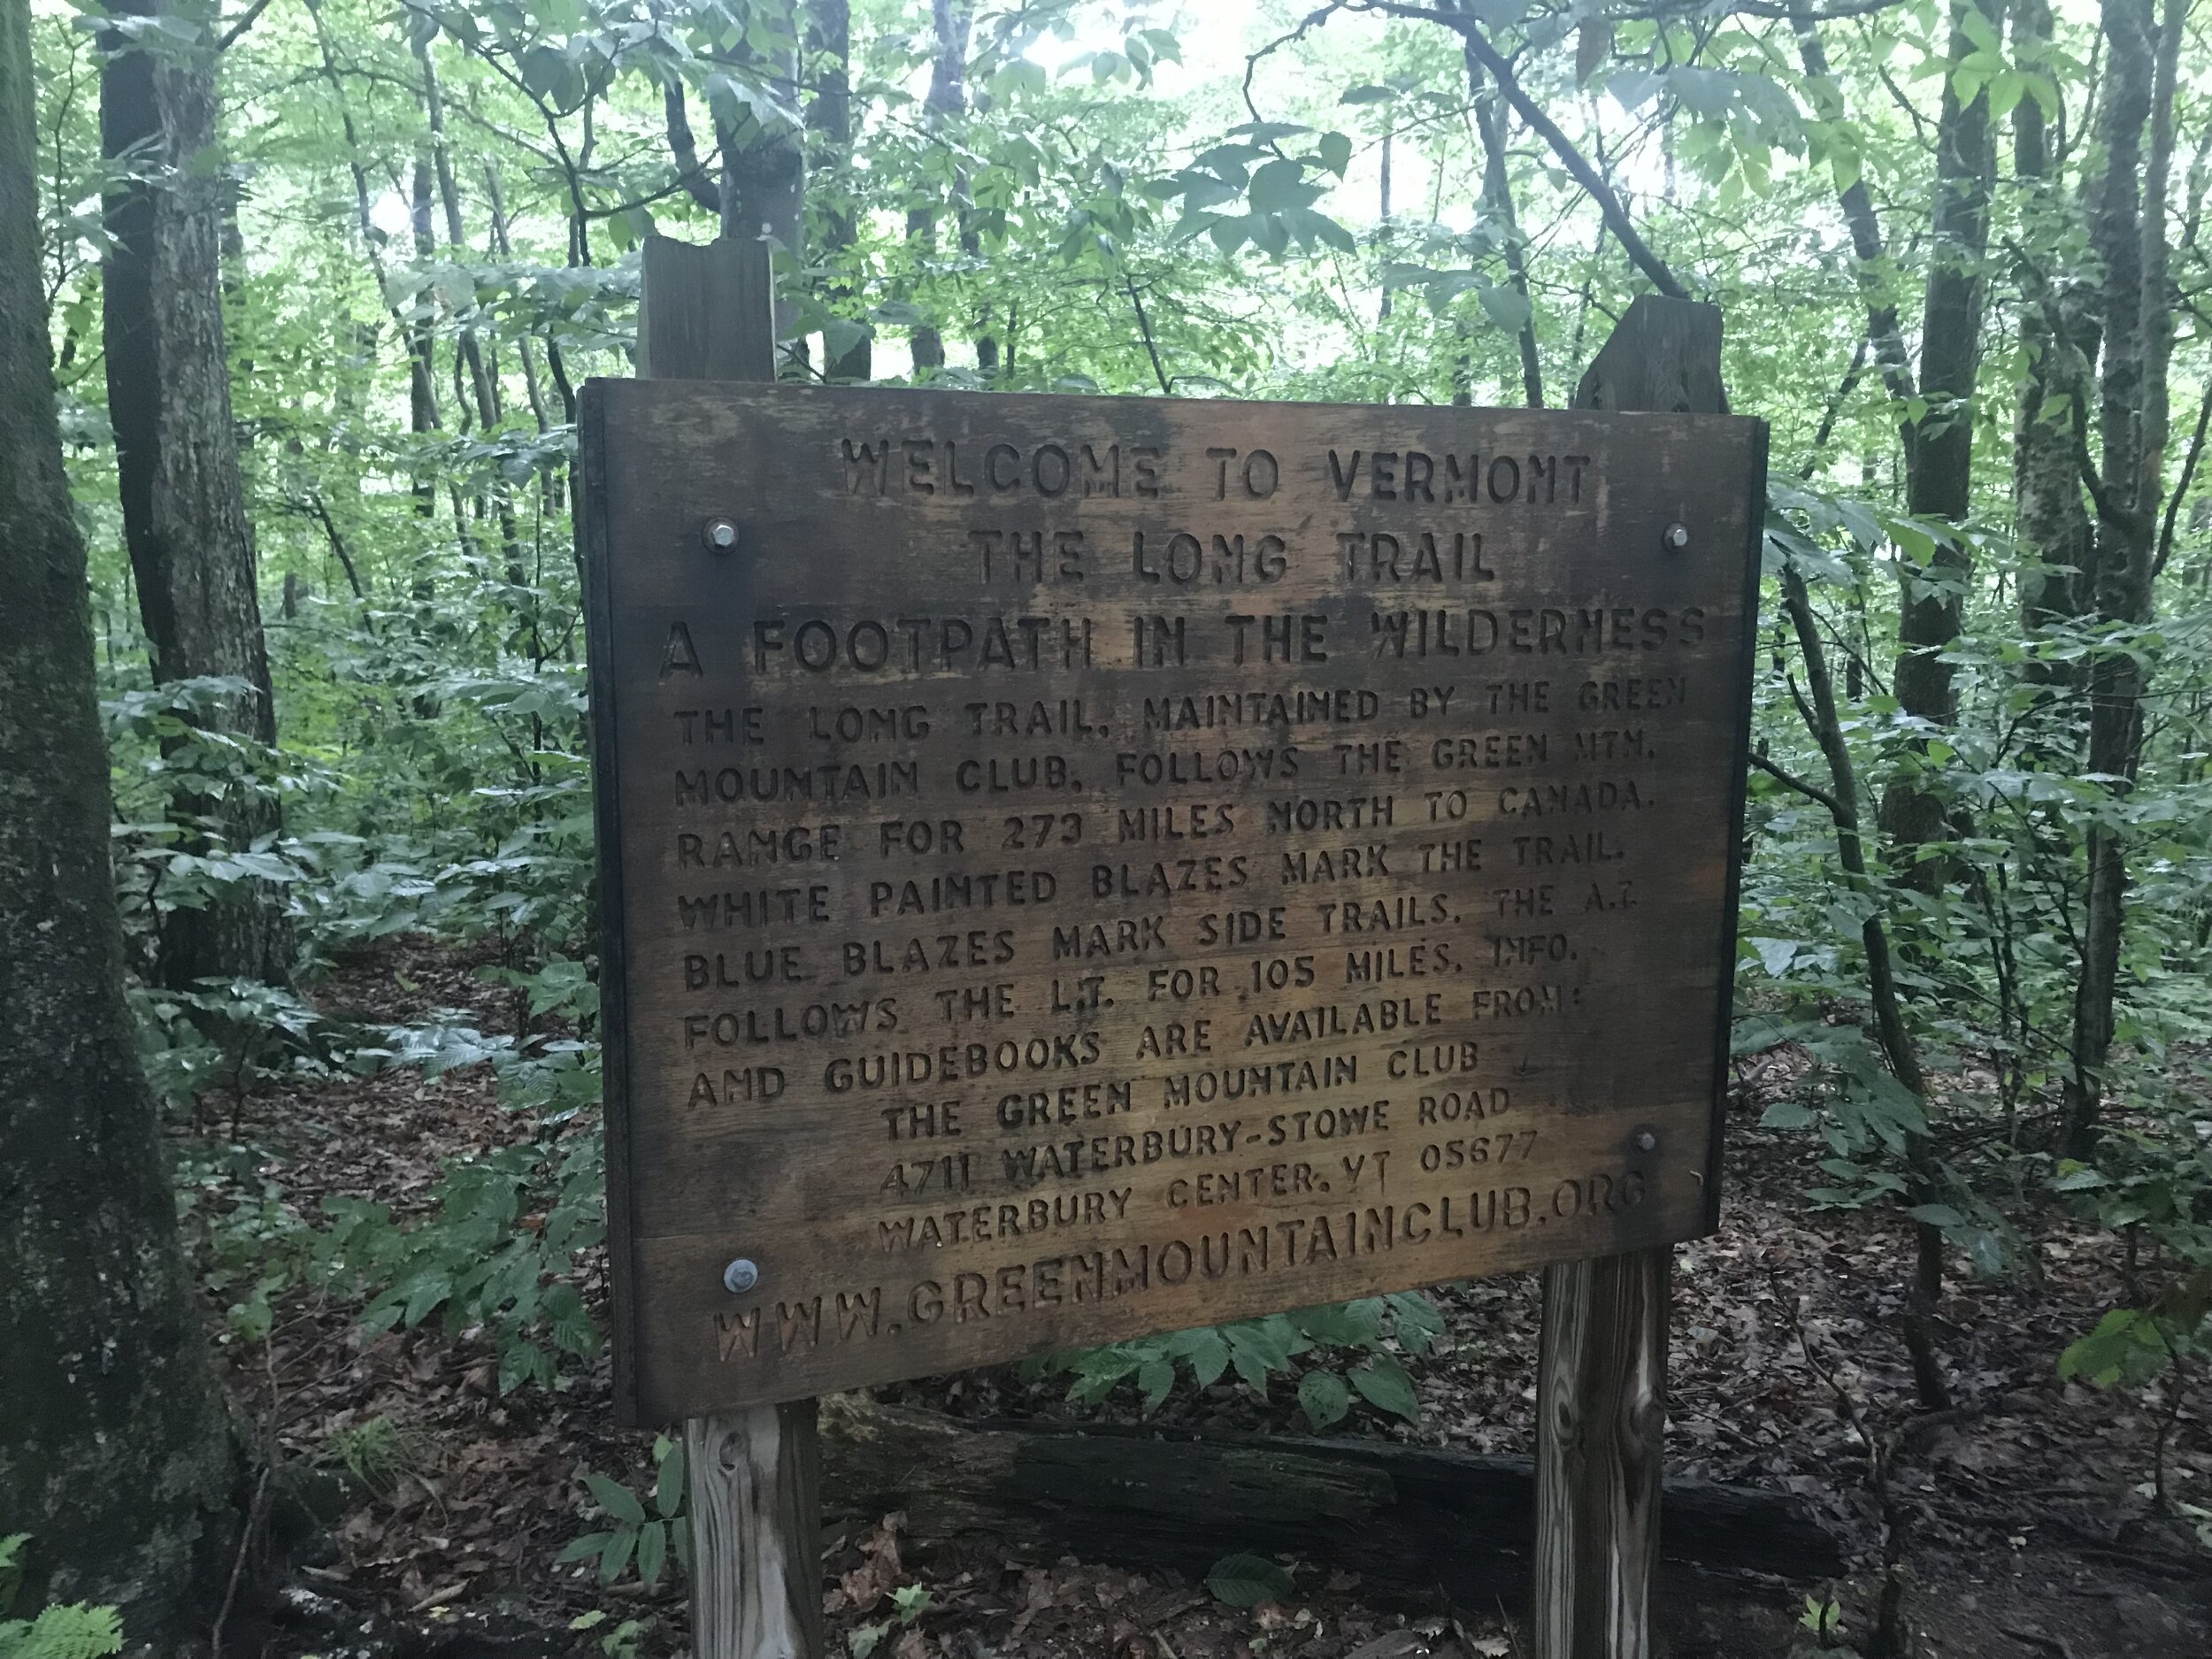 WELCOME TO VERMONT
THE LONG TRAIL
A FOOTPATH IN THE WILDERNESS
THE LONG TRAIL, MAINTAINED BY THE GREEN
MOUNTAIN CLUB, FOLLOWS THE GREEN MTN.
RANGE FOR 273 MILES NORTH TO CANADA.
WHITE PAINTED BLAZES MARK THE TRAIL.
BLUE BLAZES MARK SIDE TRAILS. THE A.T.
FOLLOWS THE L.T. FOR 105 MILES. INFO.
AND GUIDEBOOKS ARE AVAILABLE FROM:
THE GREEN MOUNTAIN CLUB
4711 WATERBURY-STOWE ROAD
WATERBURY CENTER, VT 05677
WWW.GREENMOUNTAINCLUB.ORG